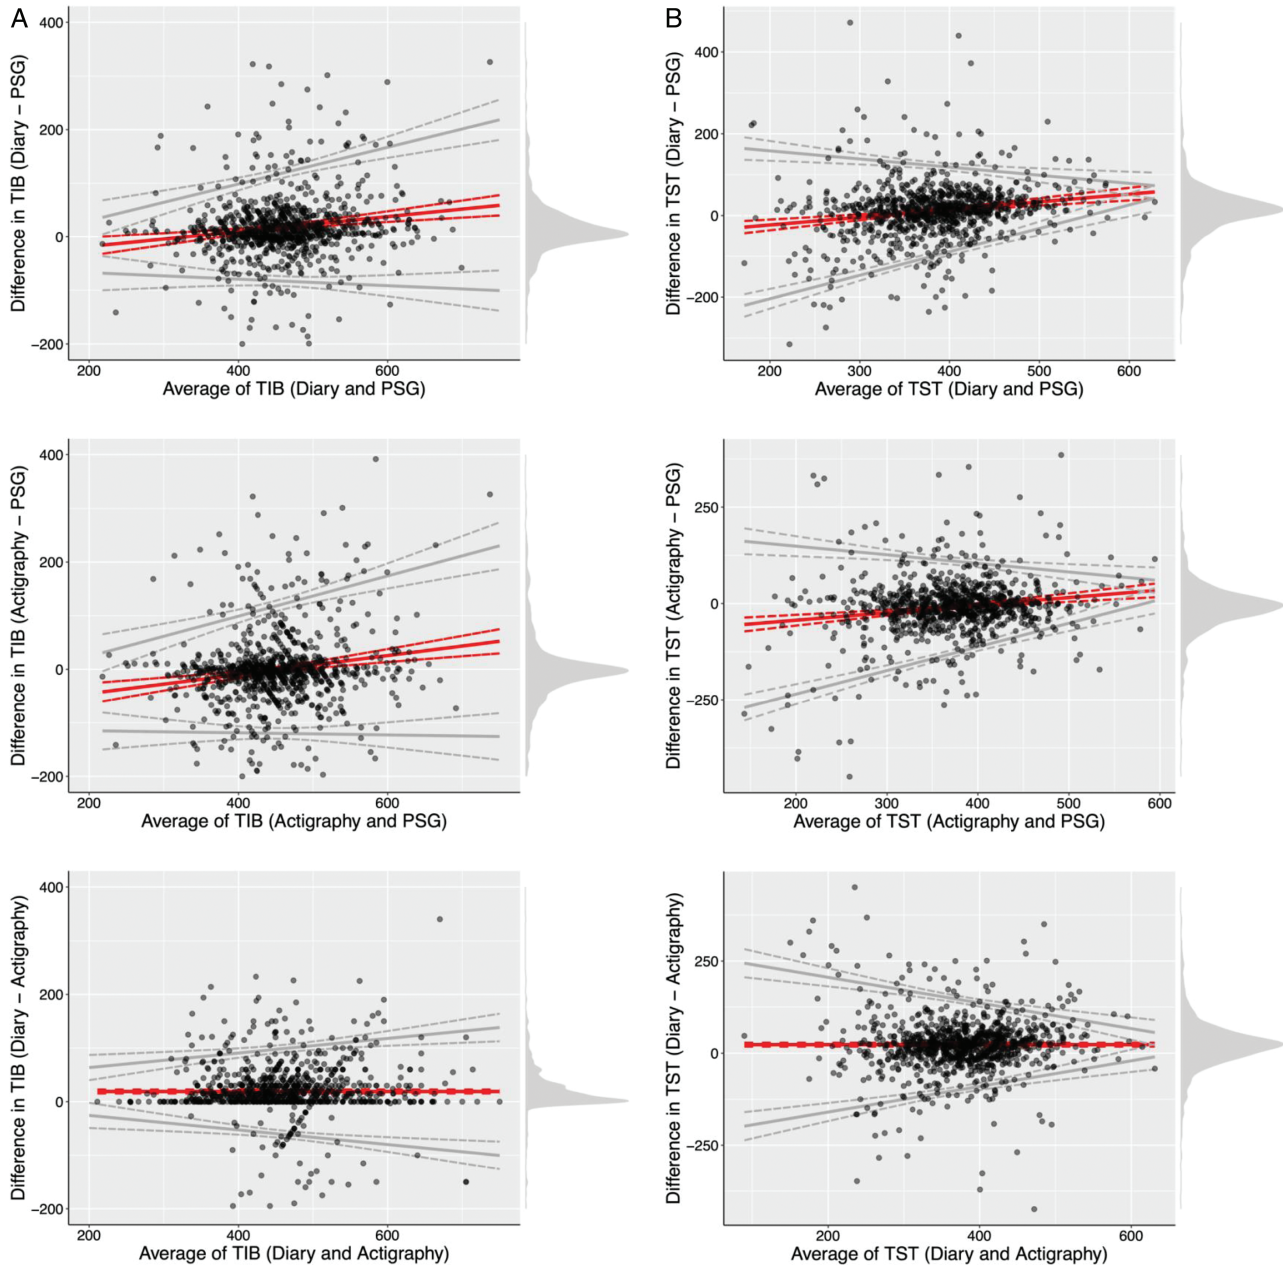 A
Difference in TIB (Diary – PSG)
400
200
0
−200
200 400 600
Average of TIB (Diary and PSG)
B
Difference in TST (Diary – PSG)
400
200
0
−200
200 300 400 500 600
Average of TST (Diary and PSG)
Difference in TIB (Actigraphy – PSG)
400
200
0
−200
200 400 600
Average of TIB (Actigraphy and PSG)
Difference in TST (Actigraphy – PSG)
250
0
−250
200 300 400 500 600
Average of TST (Actigraphy and PSG)
Difference in TIB (Diary – Actigraphy)
400
200
0
−200
200 400 600
Average of TIB (Diary and Actigraphy)
Difference in TST (Diary – Actigraphy)
250
0
−250
200 400 600
Average of TST (Diary and Actigraphy)